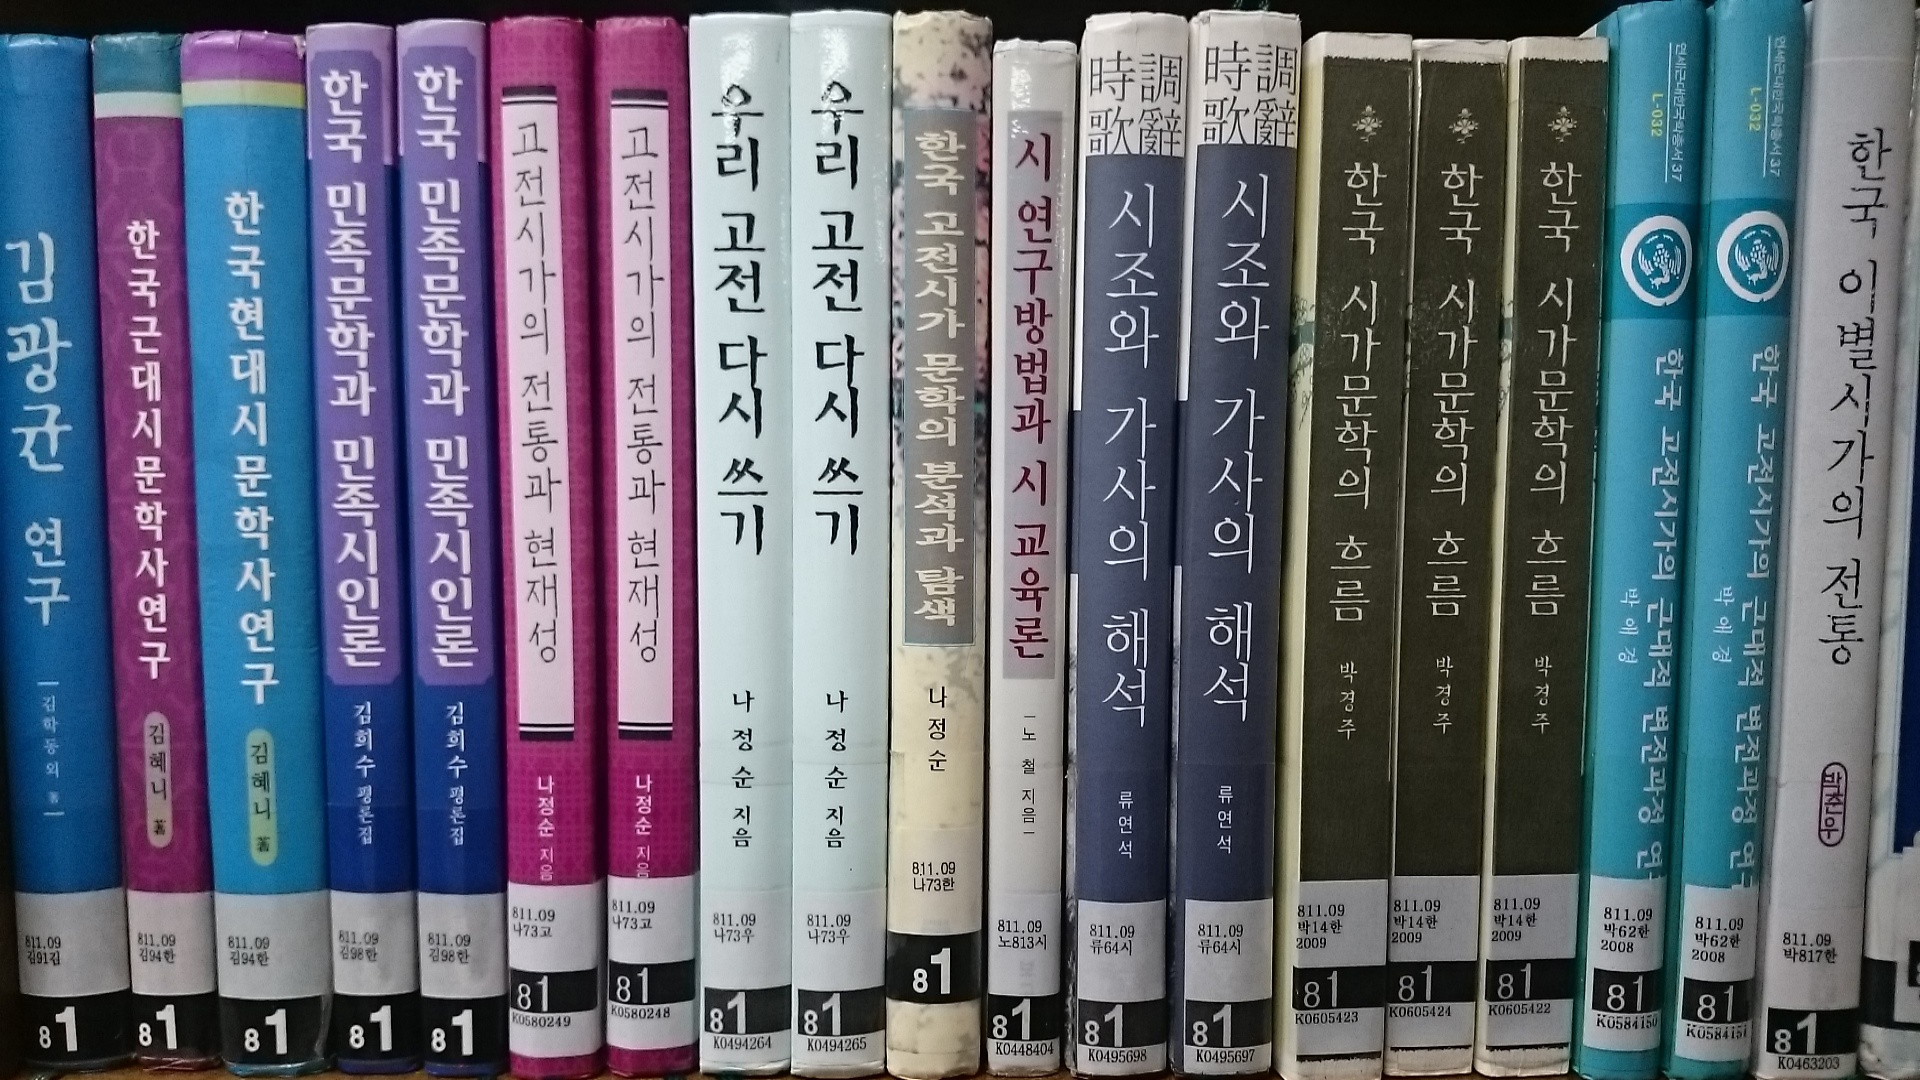 김광균 연구
김학동 외 著
811.09
김91김
81
한국근대시문학사연구
김혜니 著
811.09
김94한
81
한국현대시문학사연구
김혜니 著
811.09
김94한
81
한국 민족문학과 민족시인론
김희수 평론집
811.09
김98한
81
한국 민족문학과 민족시인론
김희수 평론집
811.09
김98한
81
고전시가의 전통과 현재성
나정순 지음
811.09
나73고
81
K0580249
고전시가의 전통과 현재성
나정순 지음
811.09
나73고
81
K0580248
우리 고전 다시 쓰기
나정순 지음
811.09
나73우
81
K0494264
우리 고전 다시 쓰기
나정순 지음
811.09
나73우
81
K0494265
한국 고전시가 문학의 분석과 탐색
나정순
811.09
나73한
81
시 연구방법과 시 교육론
노철 지음
811.09
노813시
81
K0448404
時調
歌辭
시조와 가사의 해석
류연석
811.09
류64시
81
K0495698
時調
歌辭
시조와 가사의 해석
류연석
811.09
류64시
81
K0495697
한국 시가문학의 흐름
박경주
811.09
박14한
2009
81
K0605423
한국 시가문학의 흐름
박경주
811.09
박14한
2009
81
K0605424
한국 시가문학의 흐름
박경주
811.09
박14한
2009
81
K0605422
연세근대한국학총서 37
L-032
한국 고전시가의 근대적 변전과정 연구
박애경
811.09
박62한
2008
81
K0584150
연세근대한국학총서 37
L-032
한국 고전시가의 근대적 변전과정 연구
박애경
811.09
박62한
2008
81
K0584151
한국 이별시가의 전통
박준우
811.09
박817한
81
K0463203